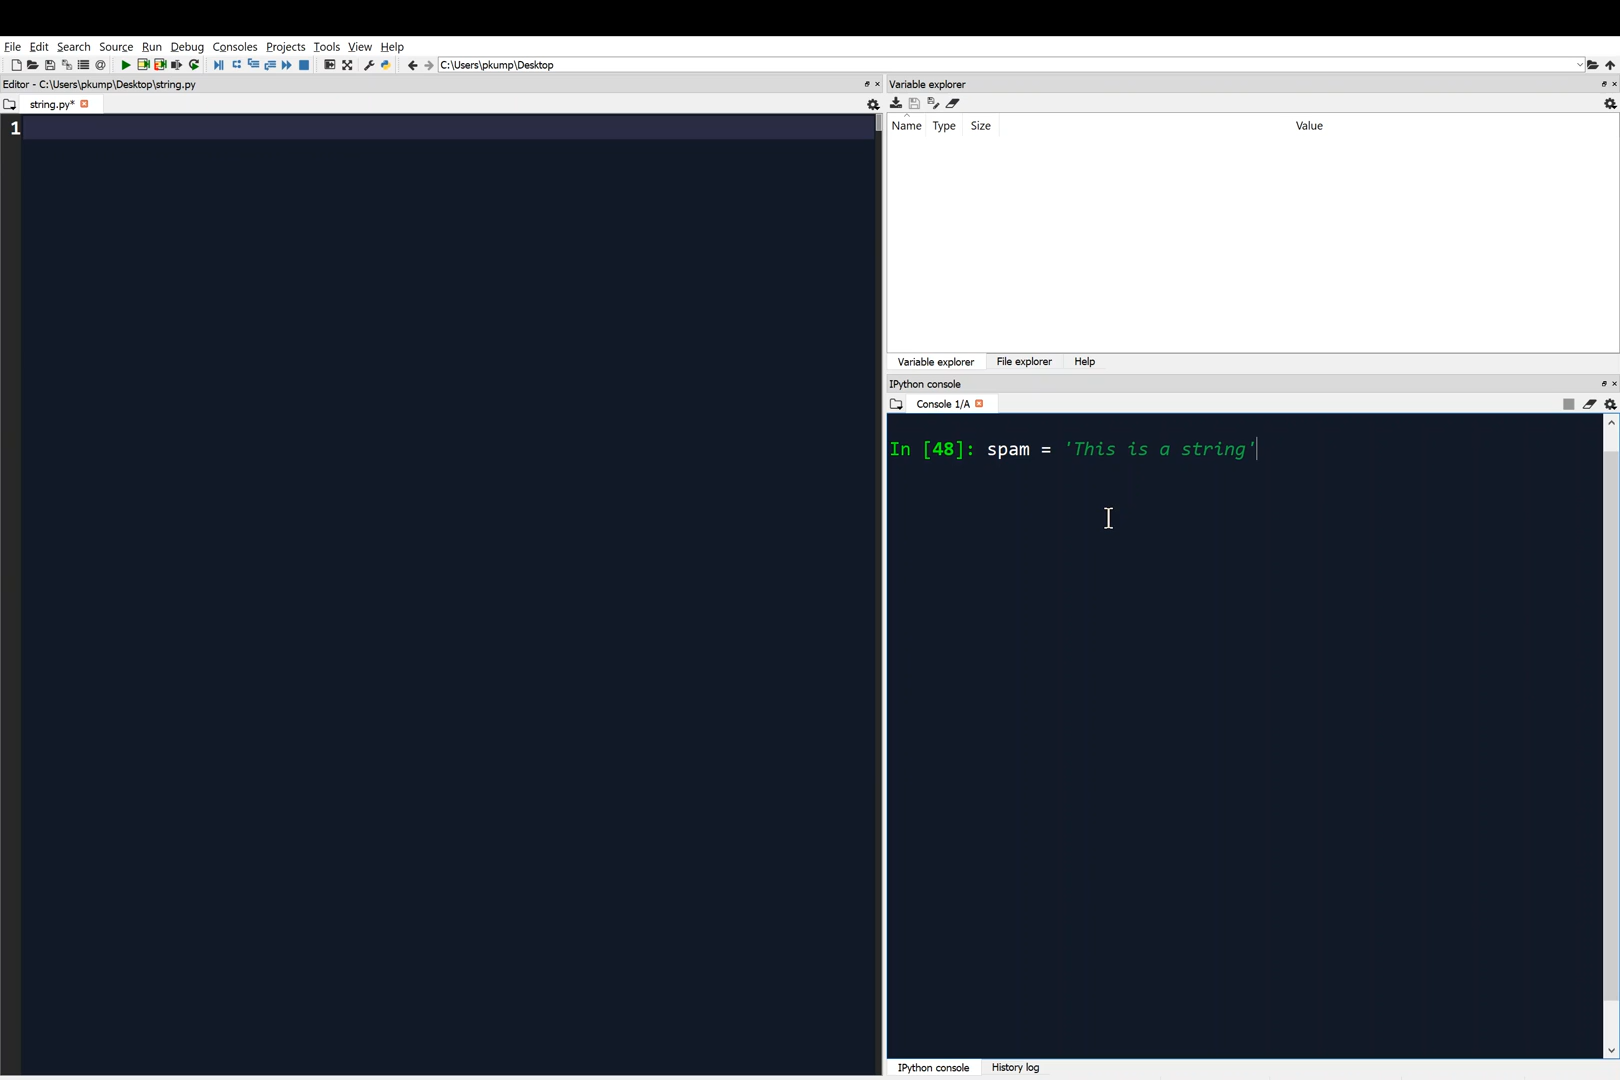 File Edit Search Source Run Debug Consoles Projects Tools View Help
C:\Users\pkump\Desktop
Editor - C:\Users\pkump\Desktop\string.py
string.py*
1
Variable explorer
Name Type Size Value
Variable explorer File explorer Help
IPython console
Console 1/A
In [48]: spam = 'This is a string'
IPython console History log